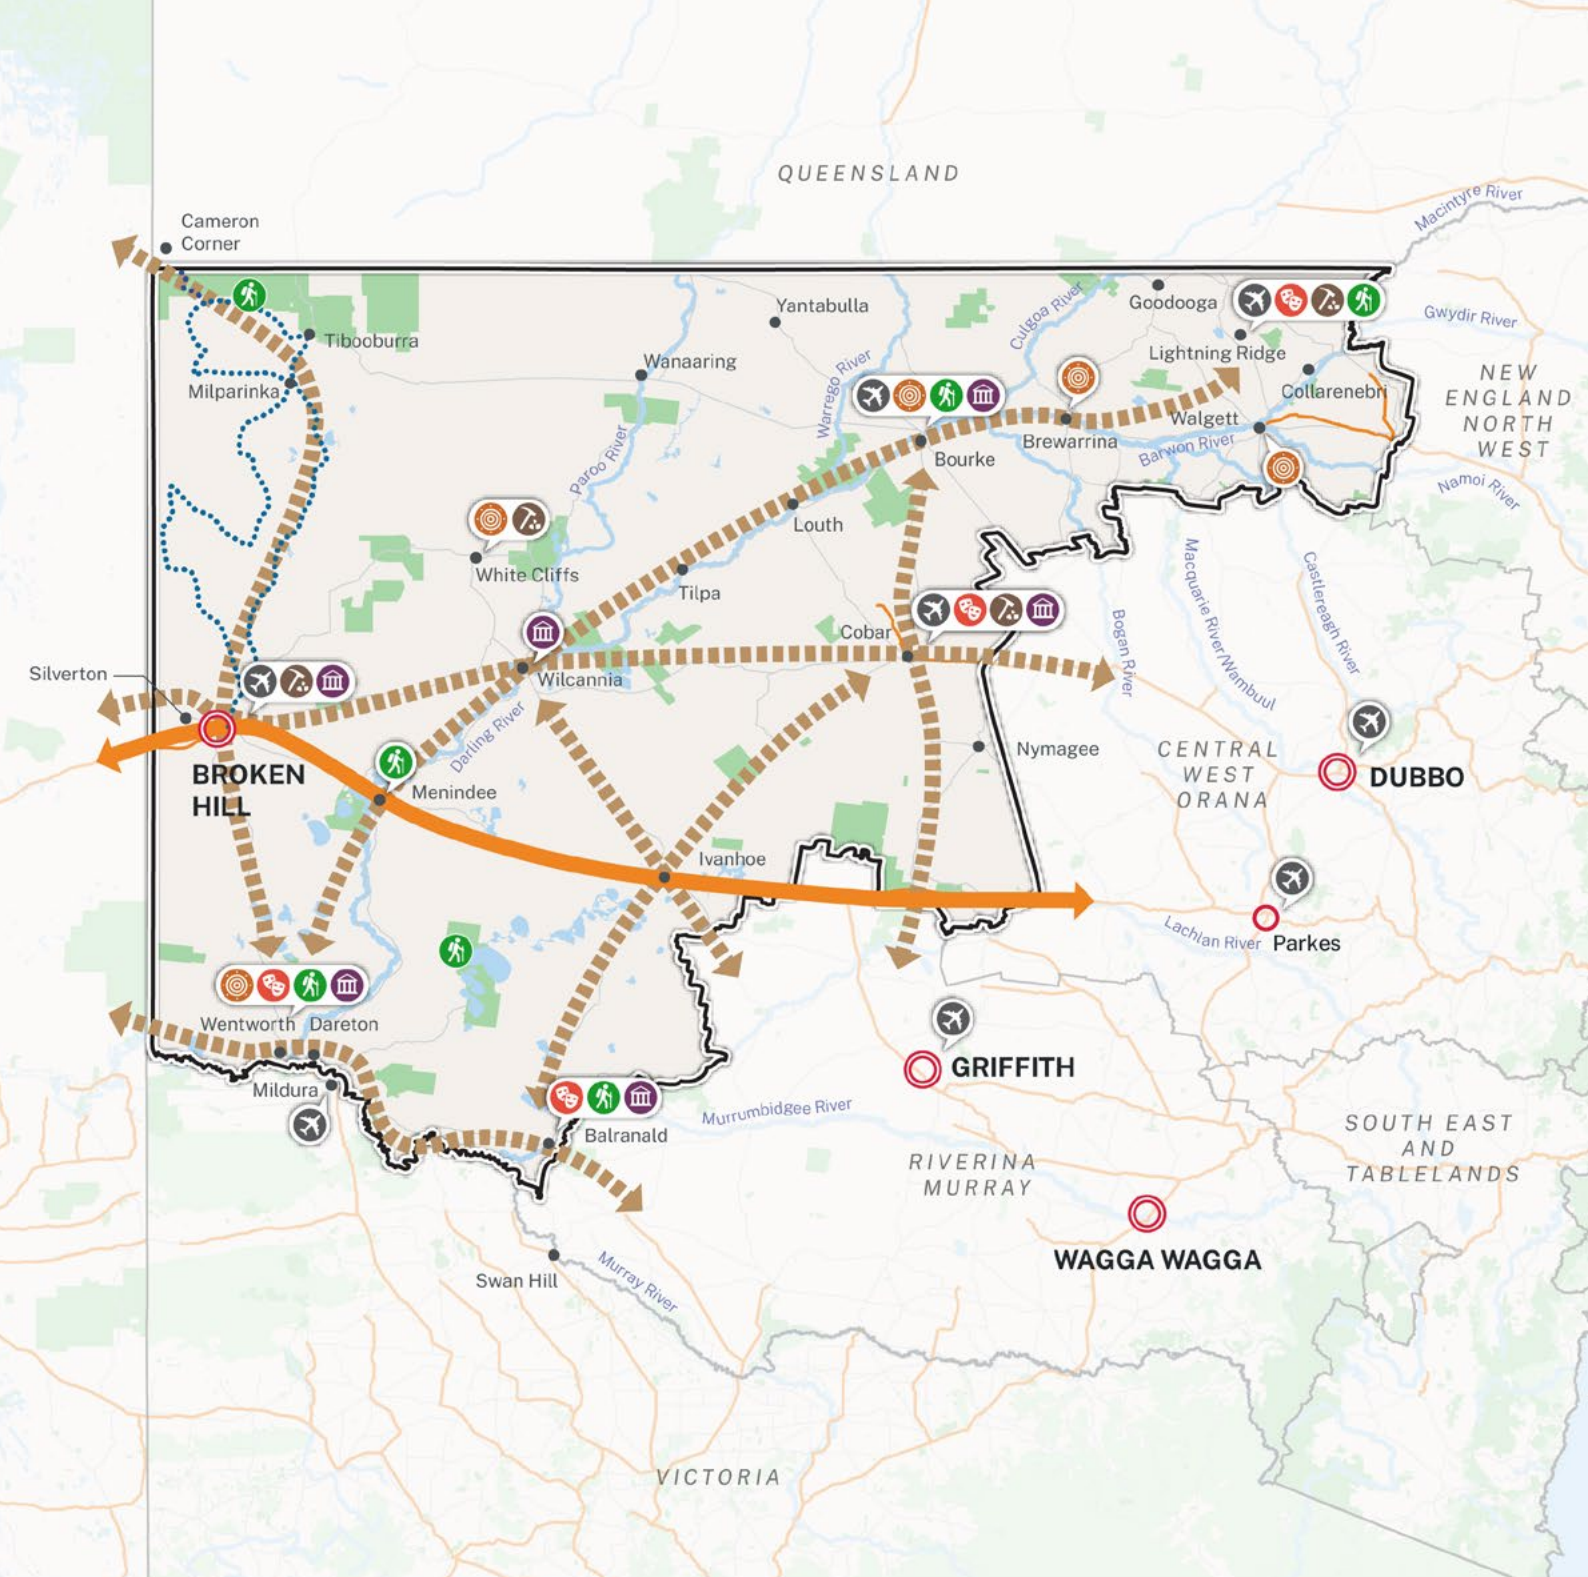 QUEENSLAND
Macintyre River
Cameron
Corner
Goodooga
Yantabulla
Culgoa River
Gwydir River
Tibooburra
Lightning Ridge
Wanaaring
Warrego River
NEW
ENGLAND
NORTH
WEST
Milparinka
Collarenebri
Walgett
Brewarrina
Barwon River
Bourke
Paroo River
Namoi River
Louth
White Cliffs
Tilpa
Macquarie River/Wambuul
Castlereagh River
Bogan River
Cobar
Silverton
Wilcannia
Darling River
Nymagee
CENTRAL
WEST
ORANA
DUBBO
BROKEN
HILL
Menindee
Ivanhoe
Lachlan River
Parkes
Wentworth
Dareton
GRIFFITH
Mildura
Murrumbidgee River
Balranald
SOUTH EAST
AND
TABLELANDS
RIVERINA
MURRAY
WAGGA WAGGA
Swan Hill
Murray River
VICTORIA